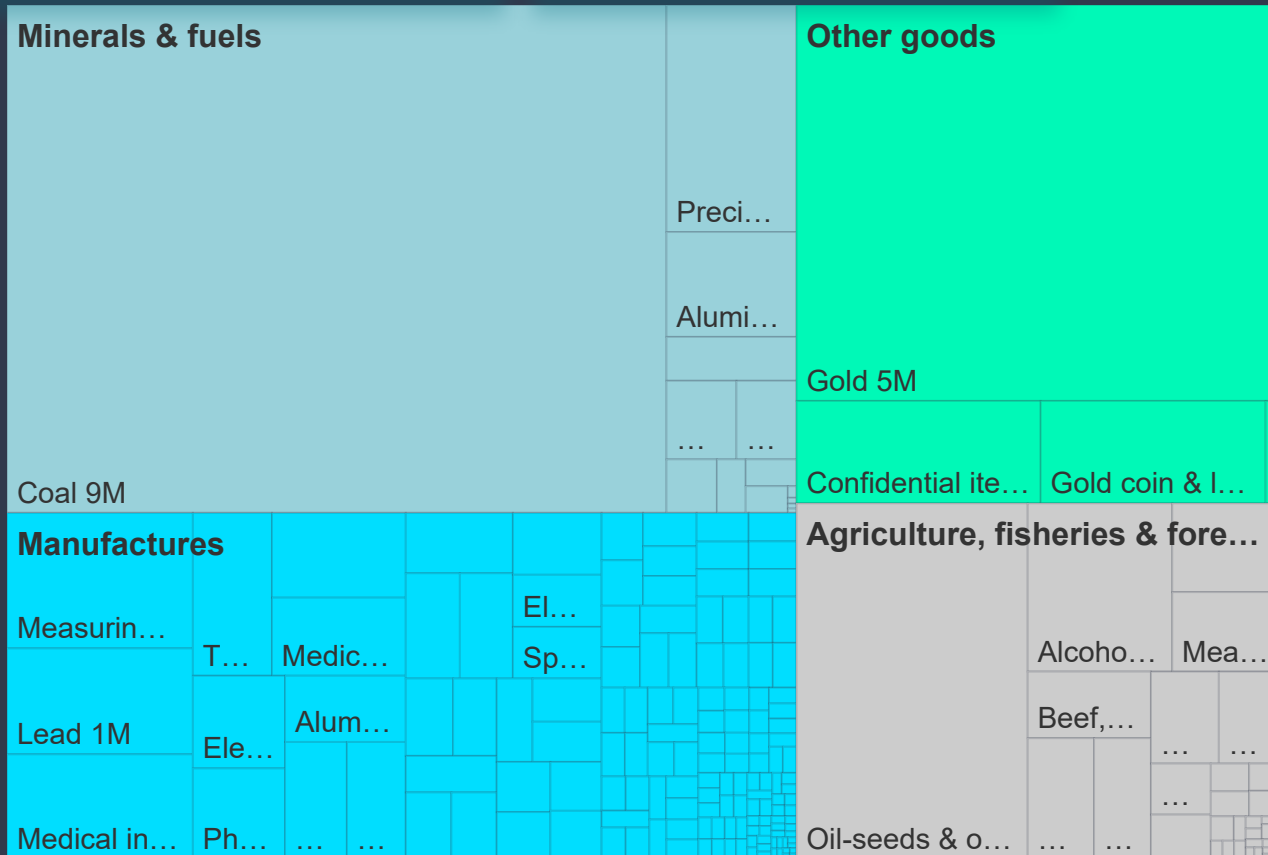 Minerals & fuels
Preci…
Alumi…
…
…
Coal 9M
Other goods
Gold 5M
Confidential ite…
Gold coin & l…
Manufactures
Measurin…
T…
Medic…
El…
Sp…
Lead 1M
Ele…
Alum…
Medical in…
Ph…
…
…
Agriculture, fisheries & fore…
Alcoho…
Mea…
Beef,…
…
…
…
Oil-seeds & o…
…
…